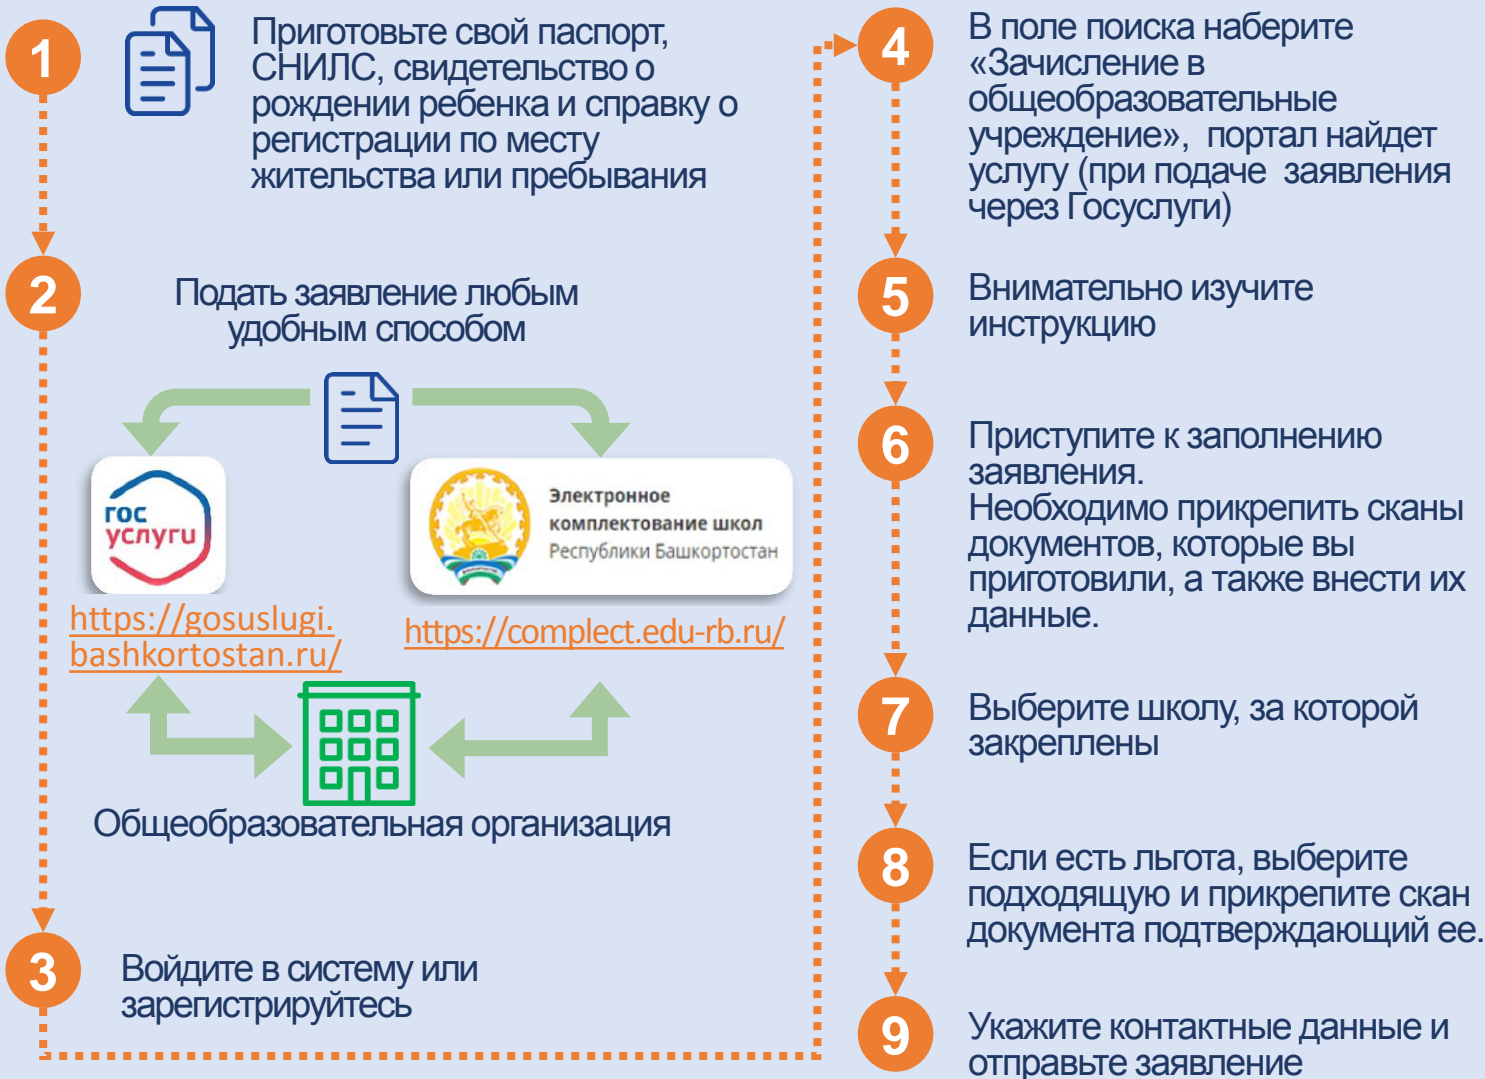 1
Приготовьте свой паспорт,
СНИЛС, свидетельство о
рождении ребенка и справку о
регистрации по месту
жительства или пребывания
2
Подать заявление любым
удобным способом
гос
услуги
Электронное
комплектование школ
Республики Башкортостан
https://gosuslugi.
bashkortostan.ru/
https://complect.edu-rb.ru/
Общеобразовательная организация
3
Войдите в систему или
зарегистрируйтесь
4
В поле поиска наберите
«Зачисление в
общеобразовательные
учреждение», портал найдет
услугу (при подаче заявления
через Госуслуги)
5
Внимательно изучите
инструкцию
6
Приступите к заполнению
заявления.
Необходимо прикрепить сканы
документов, которые вы
приготовили, а также внести их
данные.
7
Выберите школу, за которой
закреплены
8
Если есть льгота, выберите
подходящую и прикрепите скан
документа подтверждающий ее.
9
Укажите контактные данные и
отправьте заявление